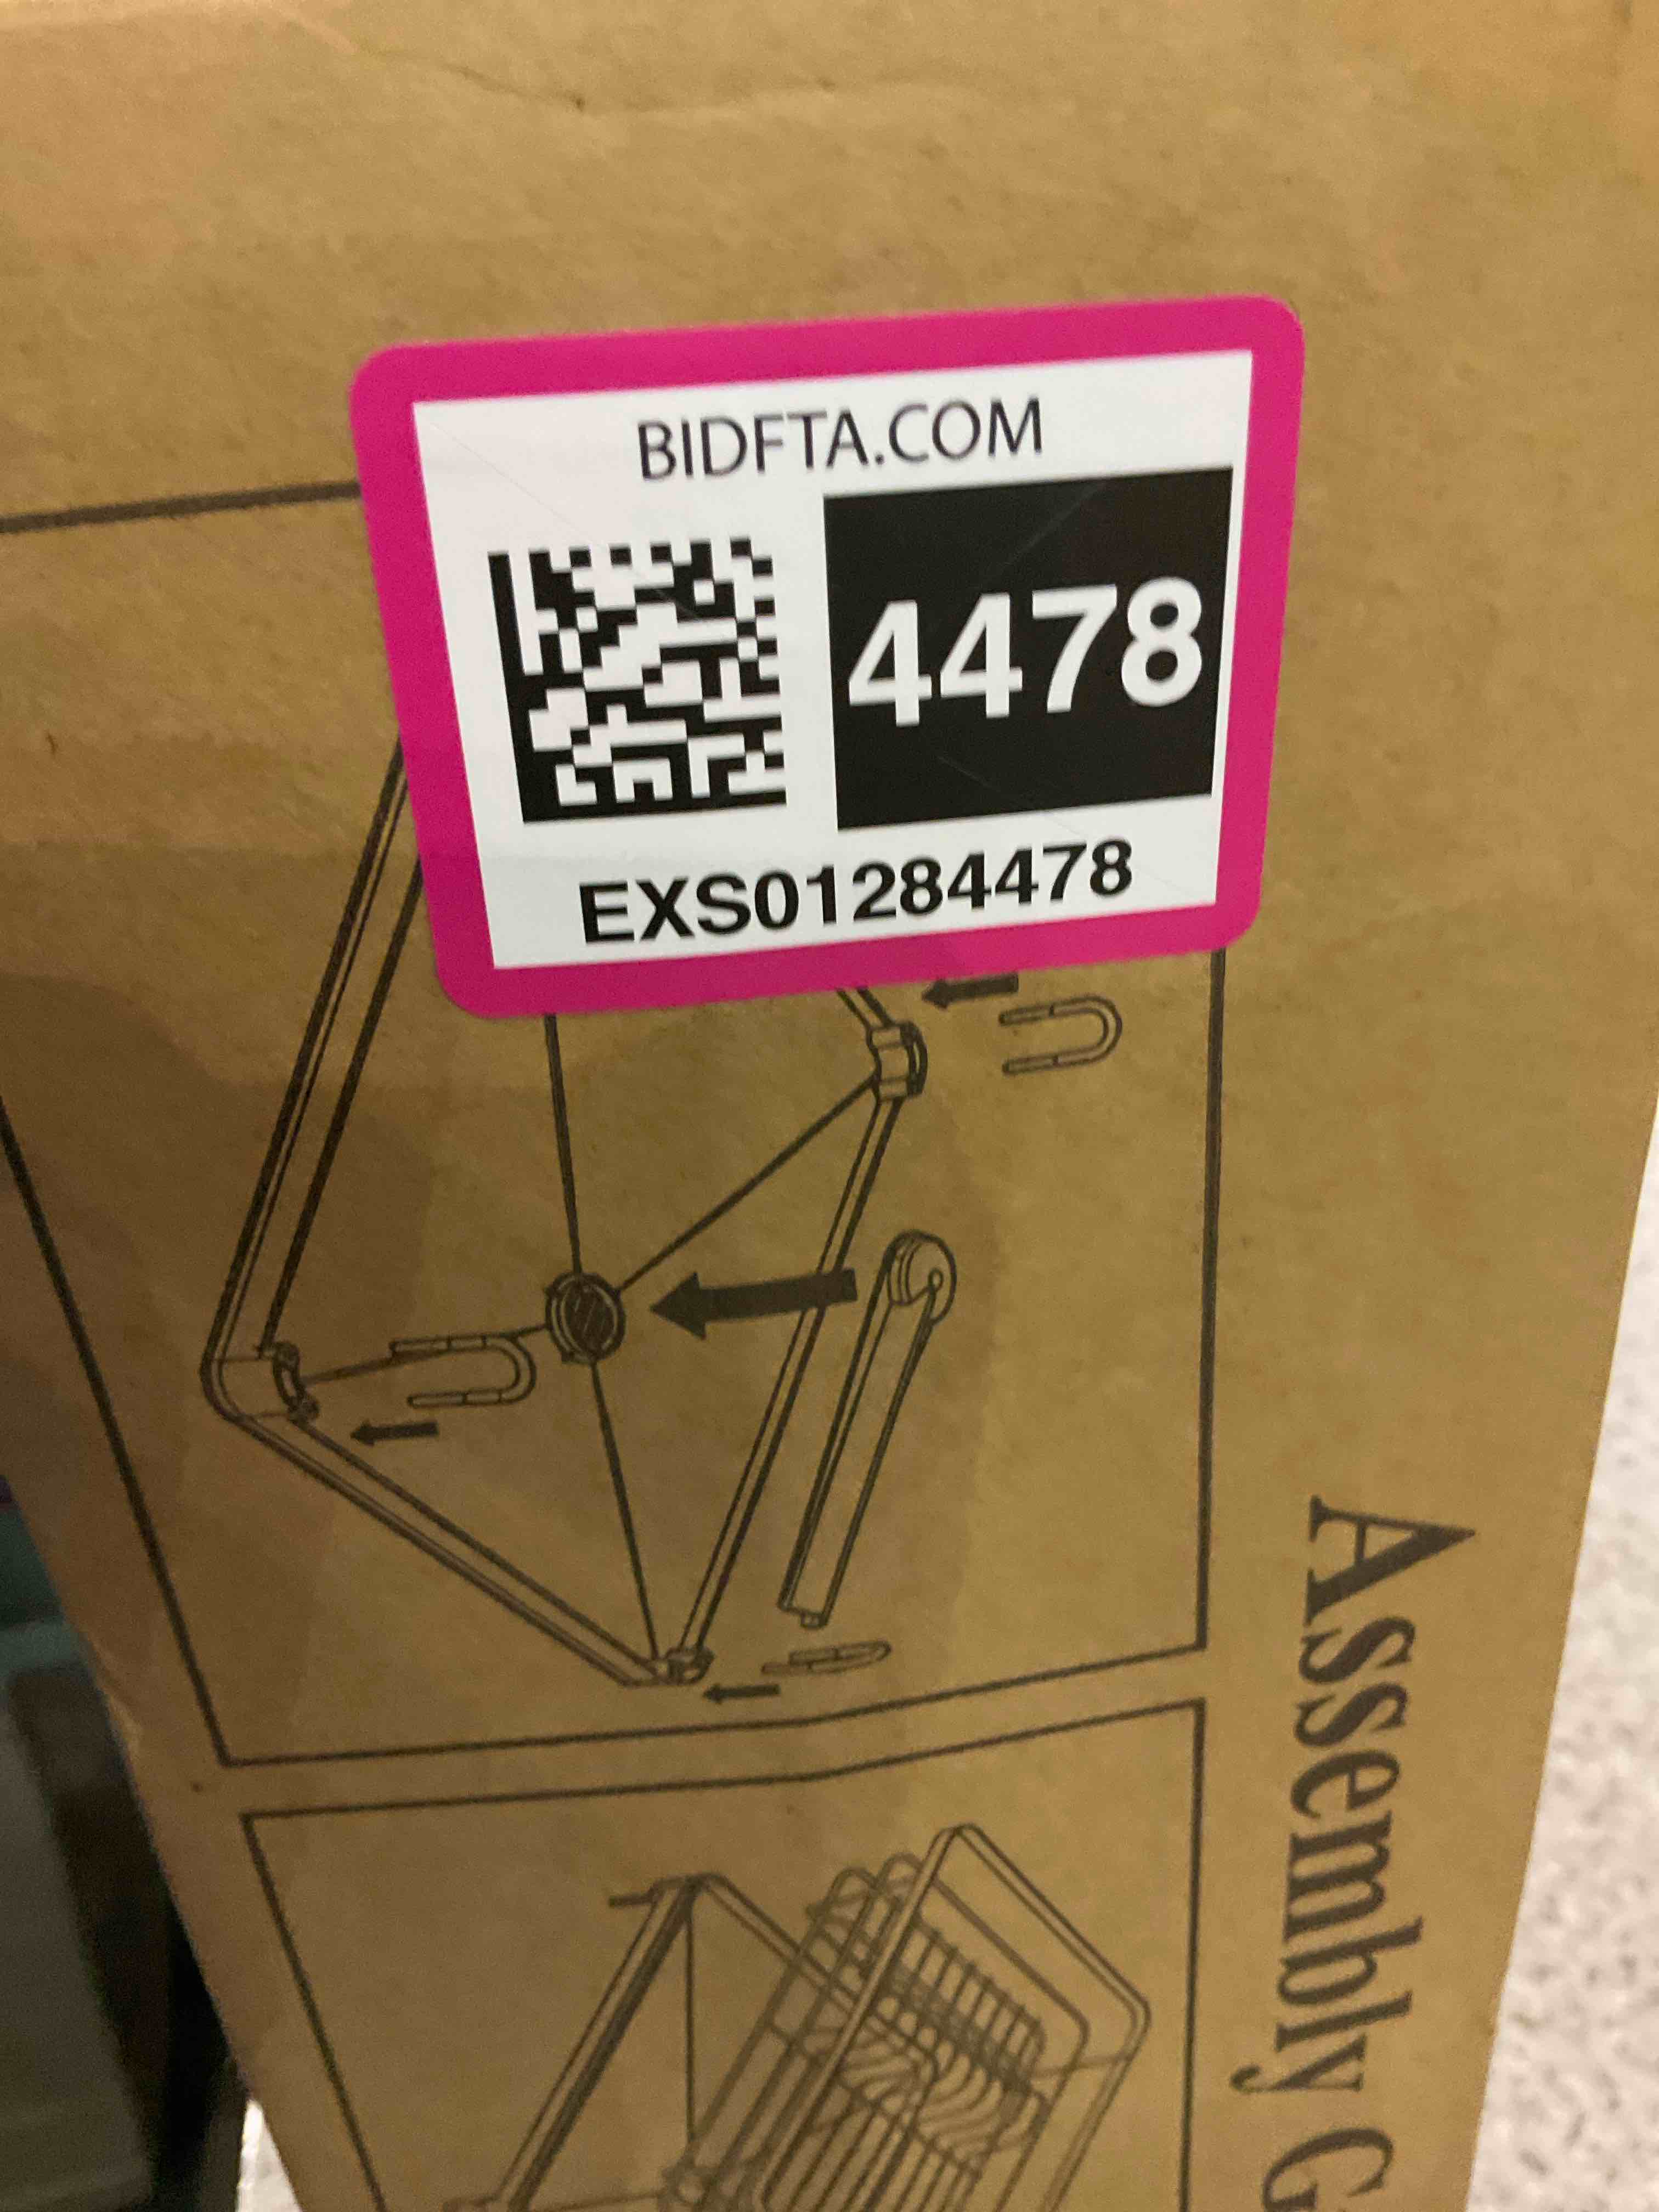 BIDFTA.COM
4478
EXS01284478
Assembly G